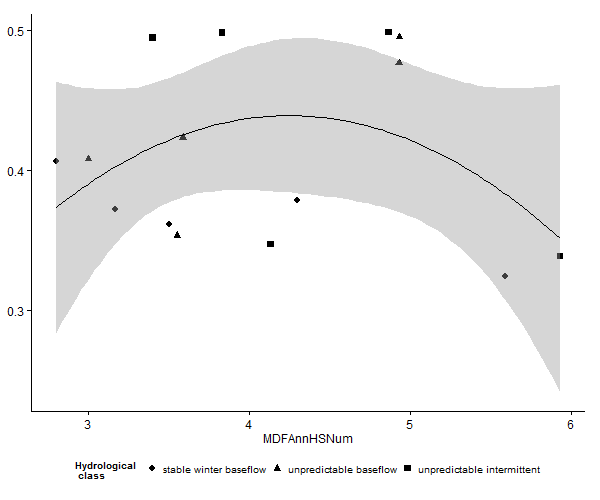 0.5
0.4
0.3
3 4 5 6
MDFAnnHSNum
Hydrological
class
stable winter baseflow unpredictable baseflow unpredictable intermittent